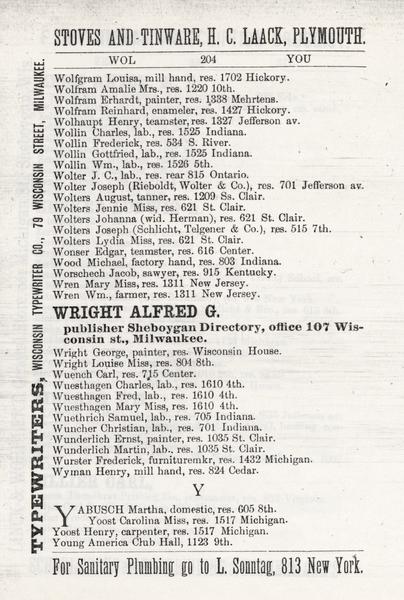 STOVES AND TINWARE, H. C. LAACK, PLYMOUTH.
WOL 204 YOU
Wolfgram Louisa, mill hand, res. 1702 Hickory.
Wolfram Amalie Mrs., res. 1220 10th.
Wolfram Erhardt, painter, res. 1338 Mehrtens.
Wolfram Reinhard, enameler, res. 1427 Hickory.
Wolhaupt Henry, teamster, res. 1327 Jefferson av.
Wollin Charles, lab., res. 1525 Indiana.
Wollin Frederick, res. 534 S. River.
Wollin Gottfried, lab., res. 1525 Indiana.
Wollin Wm., lab., res. 1526 5th.
Wolter J. C., lab., res. rear 815 Ontario.
Wolter Joseph (Rieboldt, Wolter & Co.), res. 701 Jefferson av.
Wolters August, tanner, res. 1209 Ss. Clair.
Wolters Jennie Miss, res. 621 St. Clair.
Wolters Johanna (wid. Herman), res. 621 St. Clair.
Wolters Joseph (Schlicht, Telgener & Co.), res. 515 7th.
Wolters Lydia Miss, res. 621 St. Clair.
Wonser Edgar, teamster, res. 616 Center.
Wood Michael, factory hand, res. 803 Indiana.
Worschech Jacob, sawyer, res. 915 Kentucky.
Wren Mary Miss, res. 1311 New Jersey.
Wren Wm., farmer, res. 1311 New Jersey.
WRIGHT ALFRED G.
publisher Sheboygan Directory, office 107 Wis-
consin st., Milwaukee.
Wright George, painter, res. Wisconsin House.
Wright Louise Miss, res. 804 8th.
Wuench Carl, res. 715 Center.
Wuesthagen Charles, lab., res. 1610 4th.
Wuesthagen Fred, lab., res. 1610 4th.
Wuesthagen Mary Miss, res. 1610 4th.
Wuethrich Samuel, lab., res. 705 Indiana.
Wuncher Christian, lab., res. 701 Indiana.
Wunderlich Ernst, painter, res. 1035 St. Clair.
Wunderlich Martin, lab., res. 1035 St. Clair.
Wurster Frederick, furnituremkr, res. 1432 Michigan.
Wyman Henry, mill hand, res. 824 Cedar.
Y
YABUSCH Martha, domestic, res. 605 8th.
Yoost Carolina Miss, res. 1517 Michigan.
Yoost Henry, carpenter, res. 1517 Michigan.
Young America Club Hall, 1123 9th.
For Sanitary Plumbing go to L. Sonntag, 813 New York.
TYPEWRITERS, WISCONSIN TYPEWRITER CO., 79 WISCONSIN STREET, MILWAUKEE.